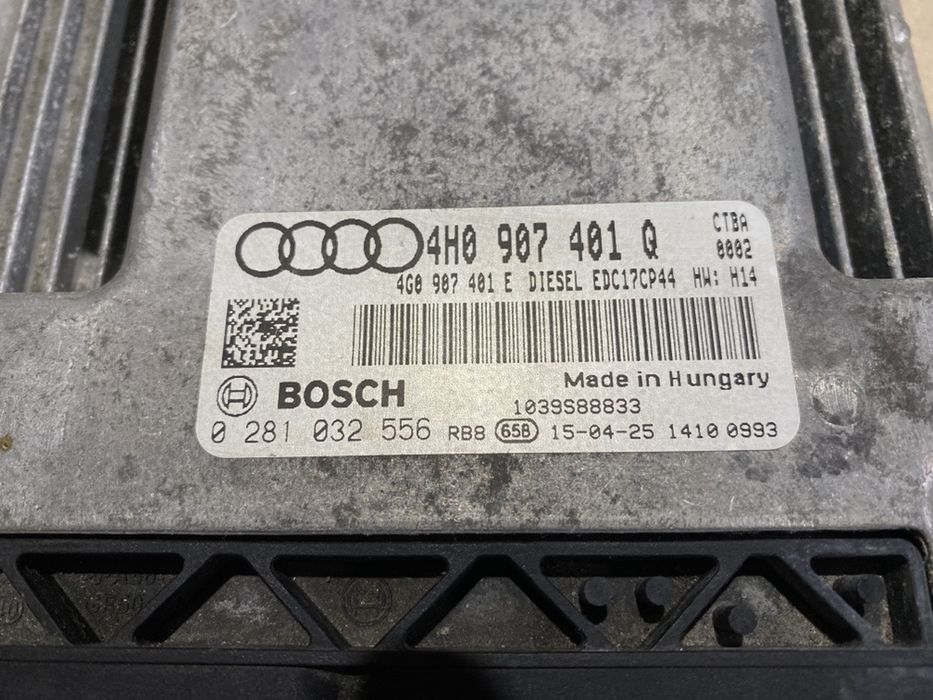 4H0 907 401 Q
CTBA
0002
4G0 907 401 E DIESEL EDC17CP44 HW: H14
BOSCH
Made in Hungary
1039S88833
0 281 032 556 RB8 65B 15-04-25 1410 0993